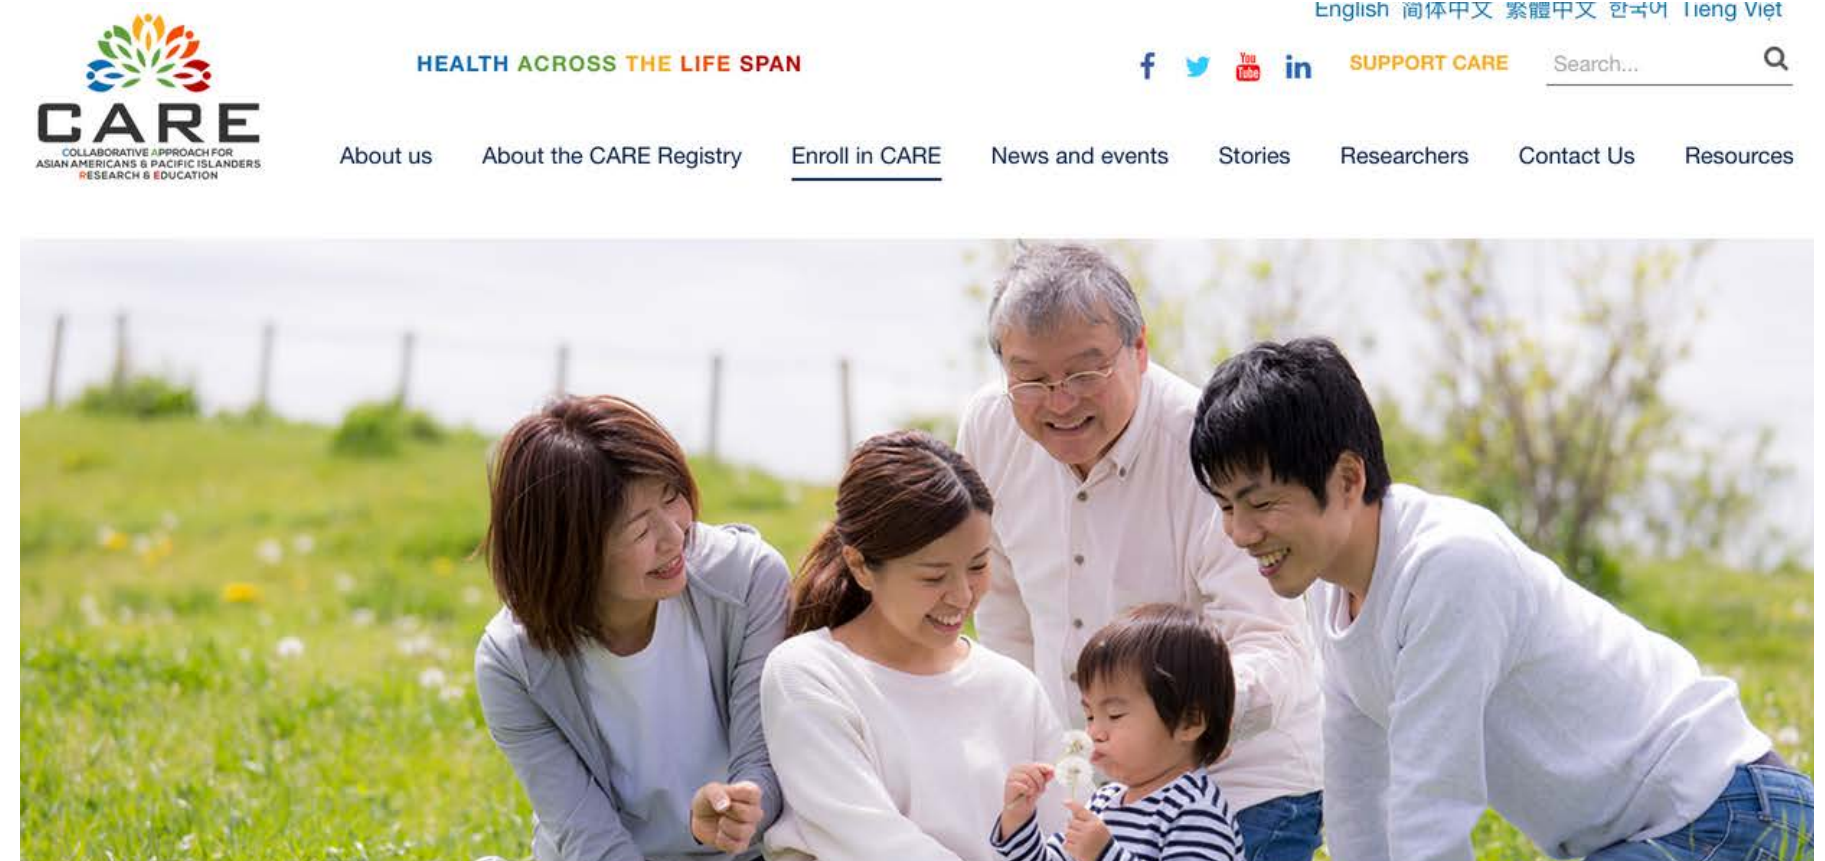 English 简体中文 繁體中文 한국어 Tiếng Việt
HEALTH ACROSS THE LIFE SPAN
You Tube
SUPPORT CARE
Search...
CARE
COLLABORATIVE APPROACH FOR
ASIAN AMERICANS & PACIFIC ISLANDERS
RESEARCH & EDUCATION
About us
About the CARE Registry
Enroll in CARE
News and events
Stories
Researchers
Contact Us
Resources